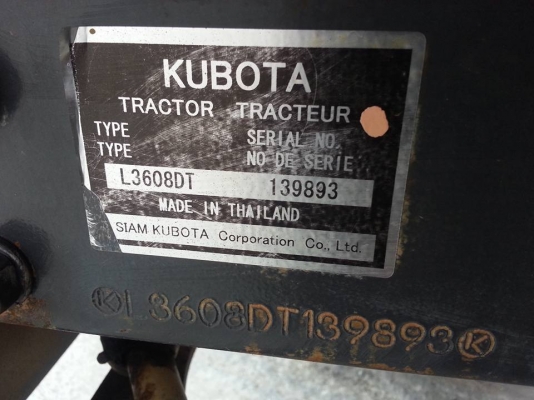 KUBOTA
TRACTOR TRACTEUR
TYPE SERIAL NO.
TYPE NO DE SERIE
L3608DT 139893
MADE IN THAILAND
SIAM KUBOTA Corporation Co., Ltd.
K L3608DT139893 K